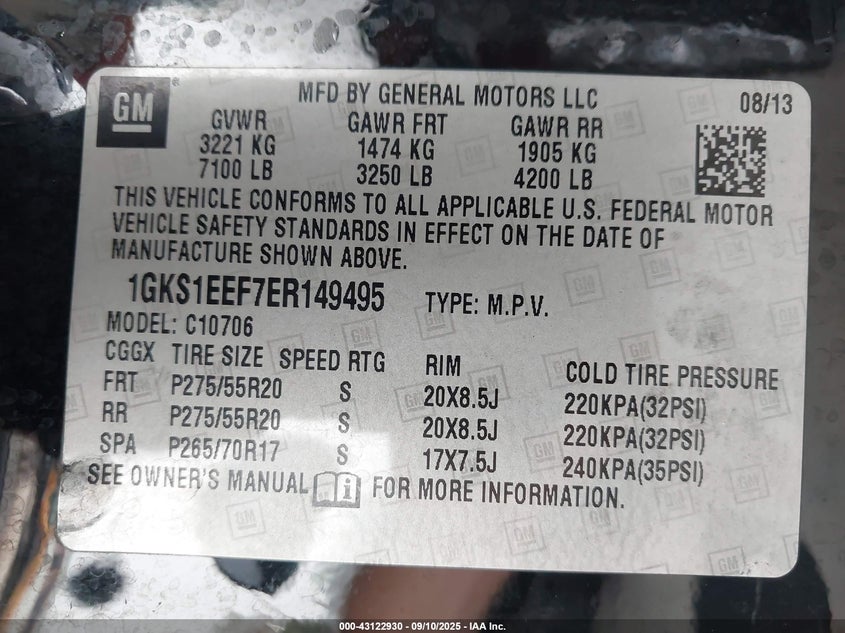 GM
MFD BY GENERAL MOTORS LLC
08/13
GVWR GAWR FRT GAWR RR
3221 KG 1474 KG 1905 KG
7100 LB 3250 LB 4200 LB
THIS VEHICLE CONFORMS TO ALL APPLICABLE U.S. FEDERAL MOTOR
VEHICLE SAFETY STANDARDS IN EFFECT ON THE DATE OF
MANUFACTURE SHOWN ABOVE.
1GKS1EEF7ER149495 TYPE: M.P.V.
MODEL: C10706
CGGX TIRE SIZE SPEED RTG RIM COLD TIRE PRESSURE
FRT P275/55R20 S 20X8.5J 220KPA(32PSI)
RR P275/55R20 S 20X8.5J 220KPA(32PSI)
SPA P265/70R17 S 17X7.5J 240KPA(35PSI)
SEE OWNER'S MANUAL i FOR MORE INFORMATION.
000-43122930 - 09/10/2025 - IAA Inc.